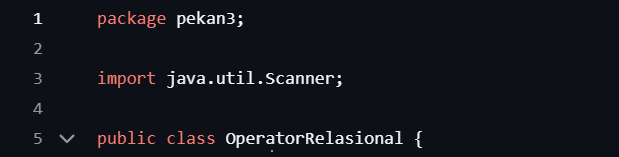 1 package pekan3;
2
3 import java.util.Scanner;
4
5 public class OperatorRelasional {